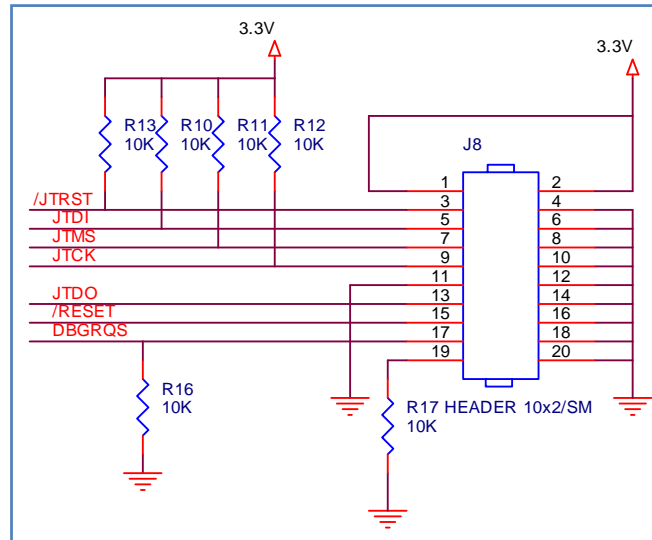 3.3V
3.3V
R13 R10 R11 R12
10K 10K 10K 10K
J8
1 2
/JTRST 3 4
JTDI 5 6
JTMS 7 8
JTCK 9 10
11 12
JTDO 13 14
/RESET 15 16
DBGRQS 17 18
19 20
R16
10K
R17 HEADER 10x2/SM
10K